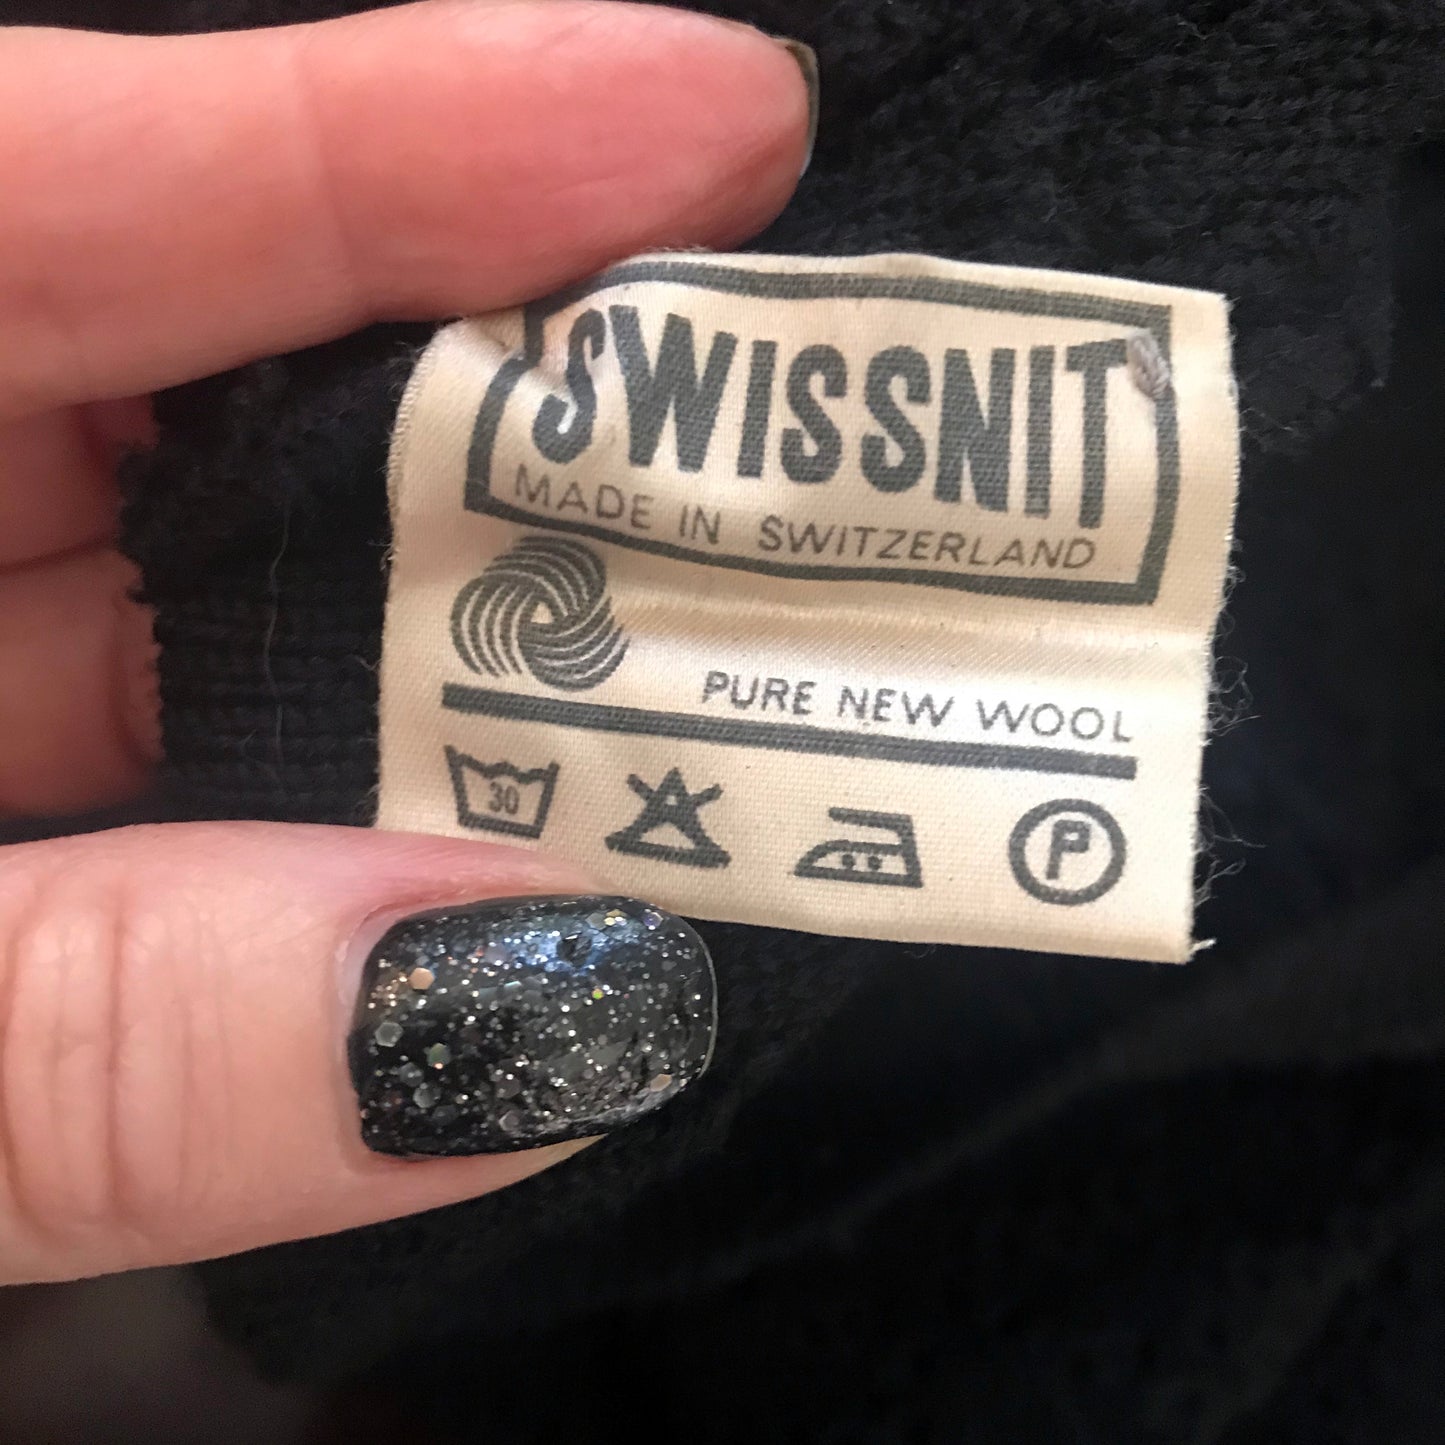 SWISSNIT
MADE IN SWITZERLAND
PURE NEW WOOL
30
P